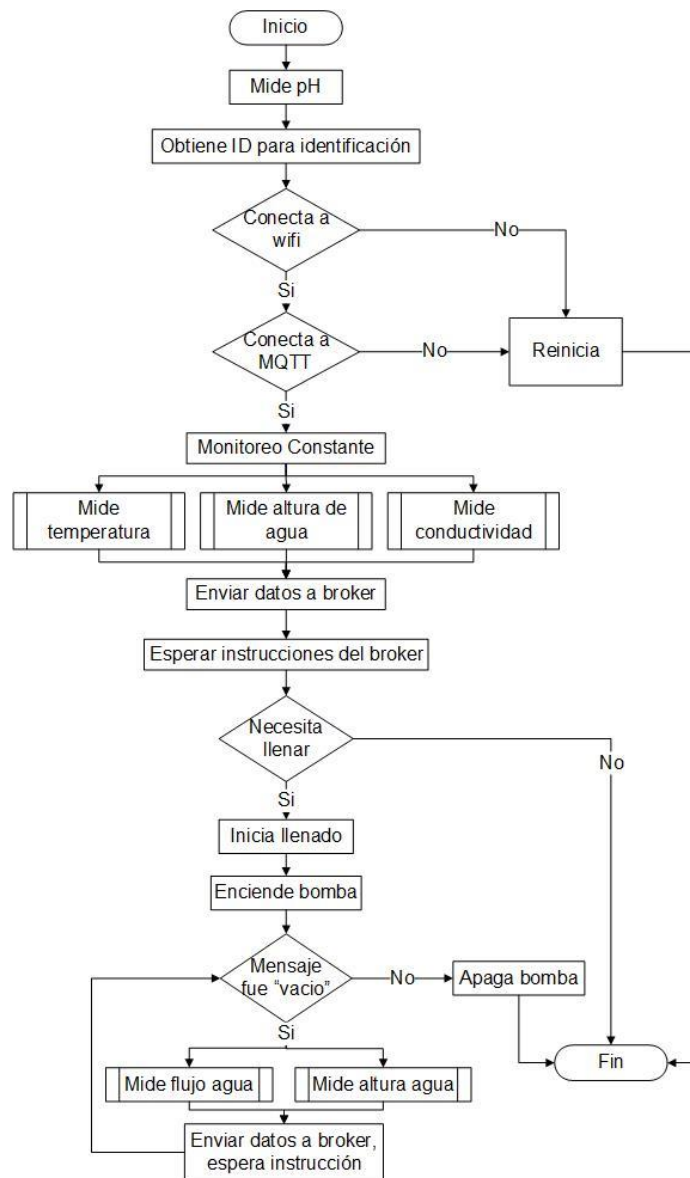 Inicio
Mide pH
Obtiene ID para identificación
Conecta a
wifi
No
Si
Conecta a
MQTT
No
Reinicia
Si
Monitoreo Constante
Mide
temperatura
Mide altura de
agua
Mide
conductividad
Enviar datos a broker
Esperar instrucciones del broker
Necesita
llenar
No
Si
Inicia llenado
Enciende bomba
Mensaje
fue “vacio”
No
Apaga bomba
Si
Fin
Mide flujo agua
Mide altura agua
Enviar datos a broker,
espera instrucción